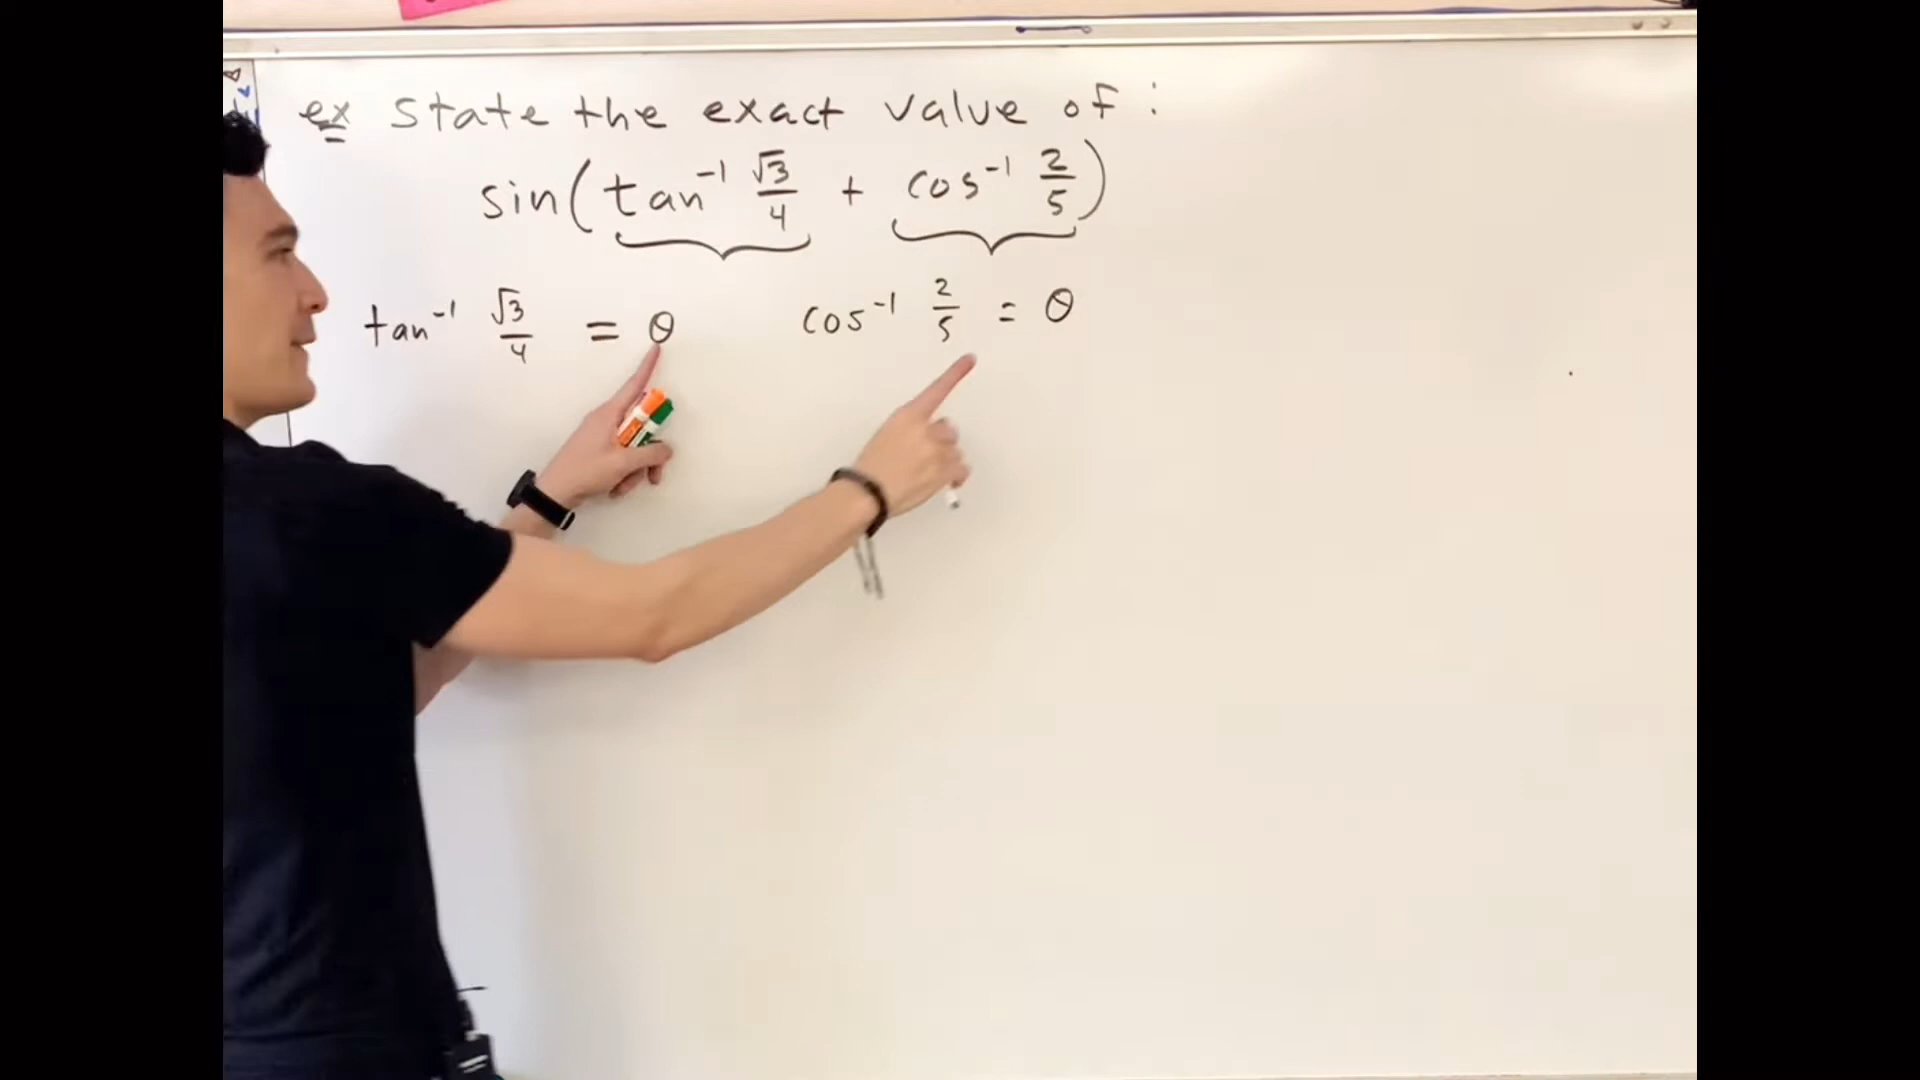 ex state the exact value of :
sin(tan⁻¹ √3/4 + cos⁻¹ 2/5)
tan⁻¹ √3/4 = θ cos⁻¹ 2/5 = θ